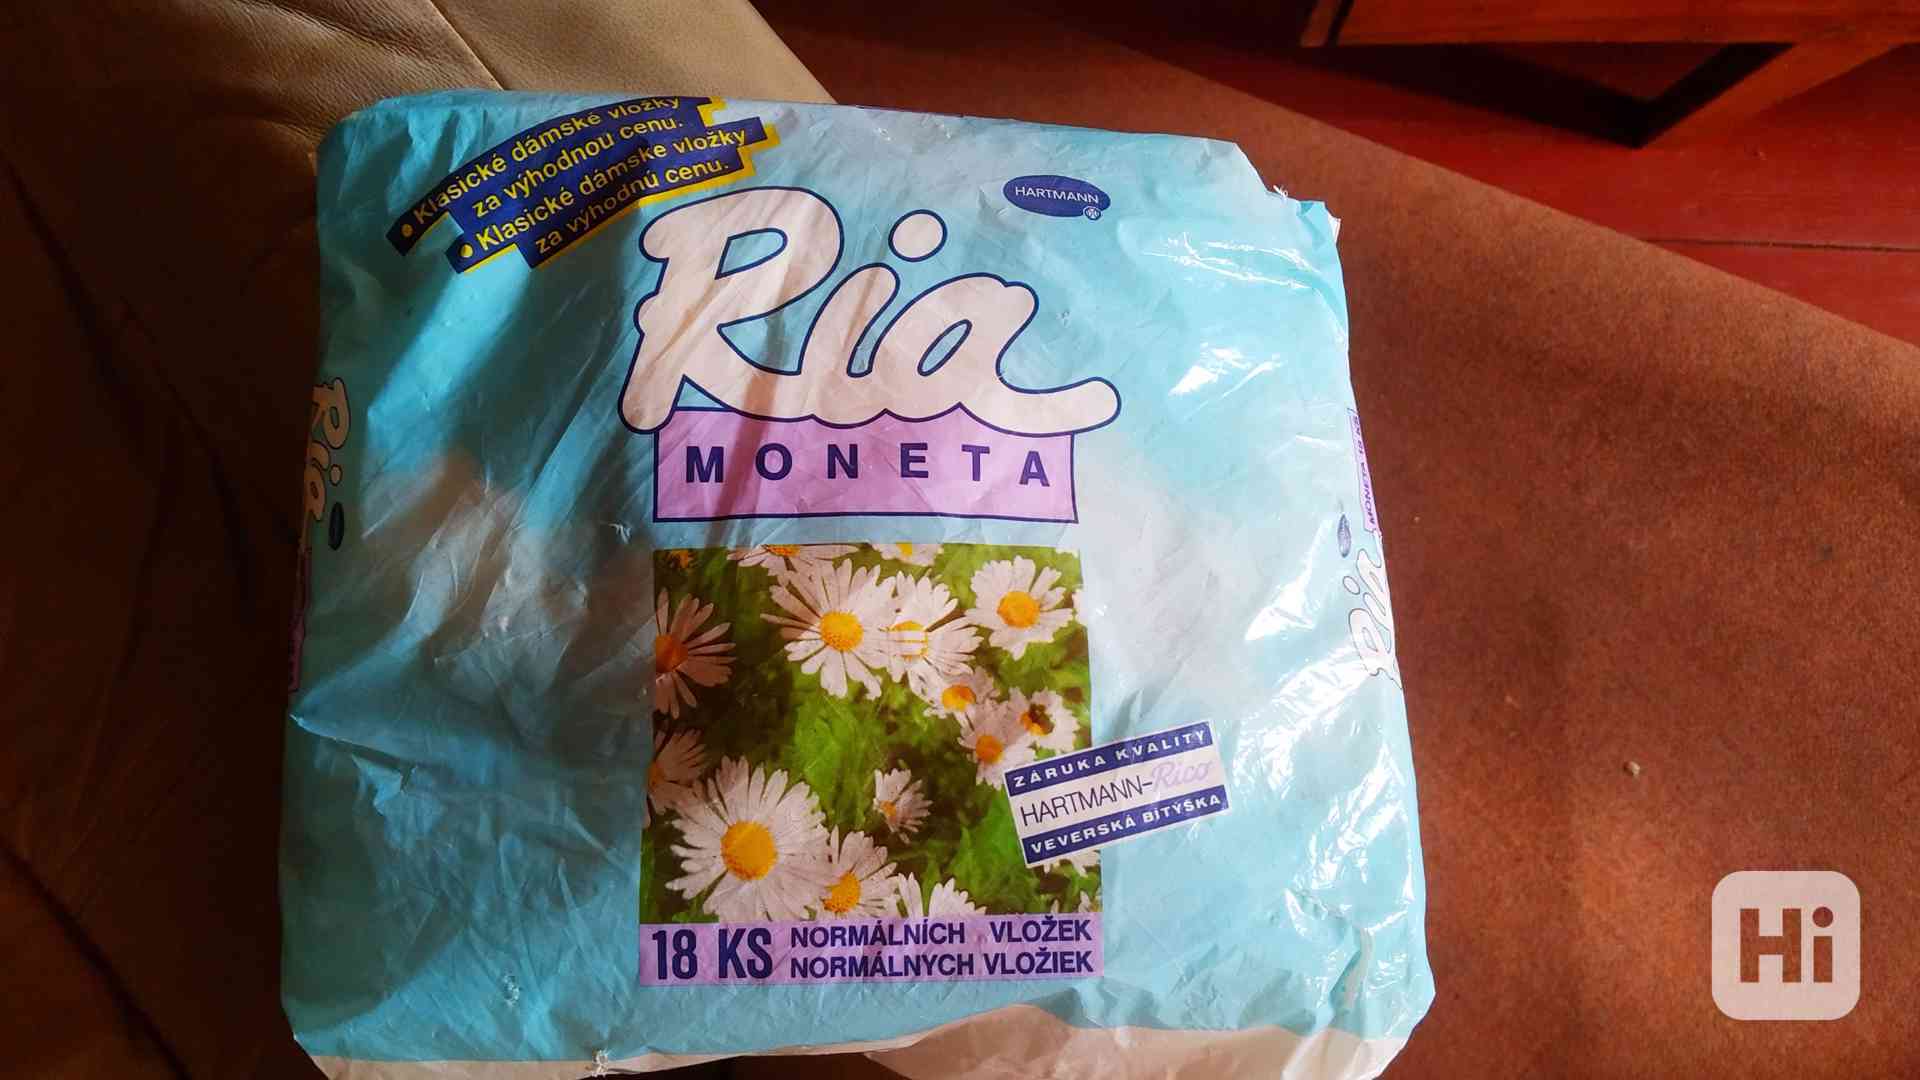 • Klasické dámské vložky
za výhodnou cenu.
• Klasické dámske vložky
za výhodnú cenu.
HARTMANN
Ria
MONETA
ZÁRUKA KVALITY
HARTMANN-Rico
VEVERSKÁ BÍTÝŠKA
18 KS NORMÁLNÍCH VLOŽEK
NORMÁLNYCH VLOŽIEK
Ria
MONETA 18 KS
Ria
Hi